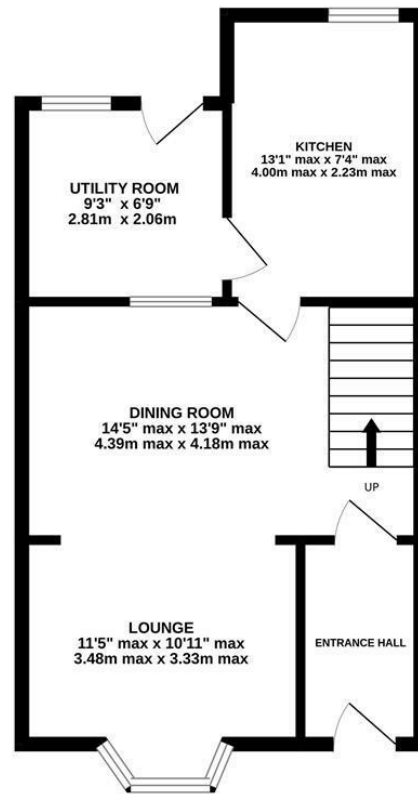 KITCHEN
13'1" max x 7'4" max
4.00m max x 2.23m max
UTILITY ROOM
9'3" x 6'9"
2.81m x 2.06m
DINING ROOM
14'5" max x 13'9" max
4.39m max x 4.18m max
UP
LOUNGE
11'5" max x 10'11" max
3.48m max x 3.33m max
ENTRANCE HALL